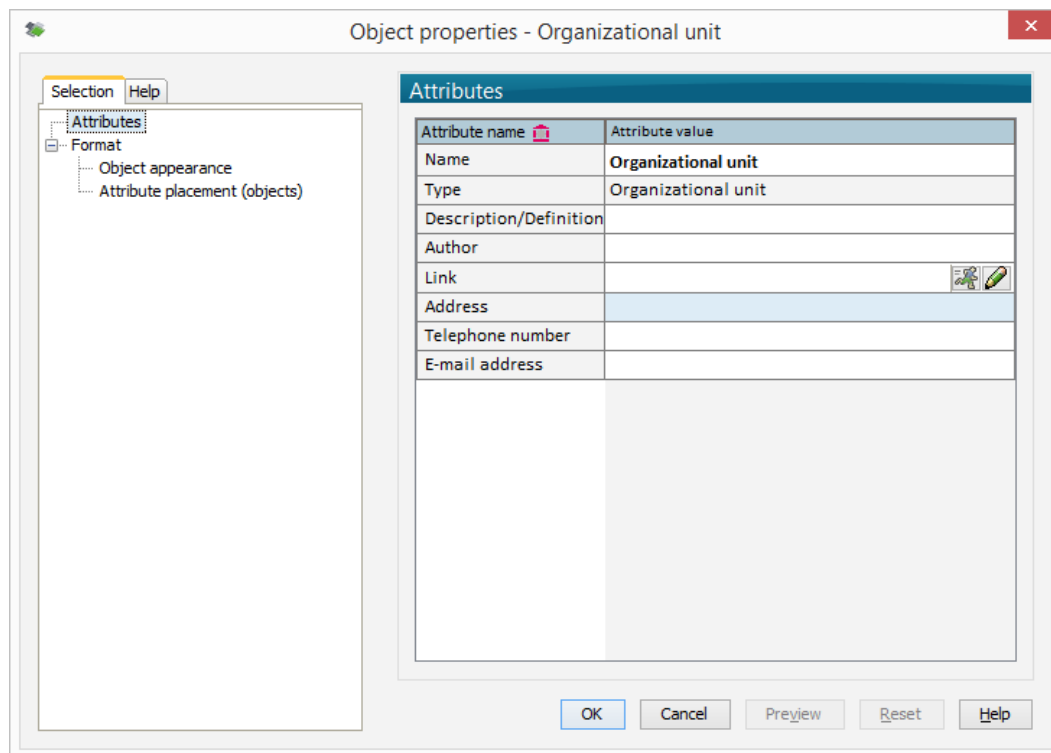 Object properties - Organizational unit
Selection Help
Attributes
Format
Object appearance
Attribute placement (objects)
Attributes
Attribute name Attribute value
Name Organizational unit
Type Organizational unit
Description/Definition
Author
Link
Address
Telephone number
E-mail address
OK Cancel Preview Reset Help